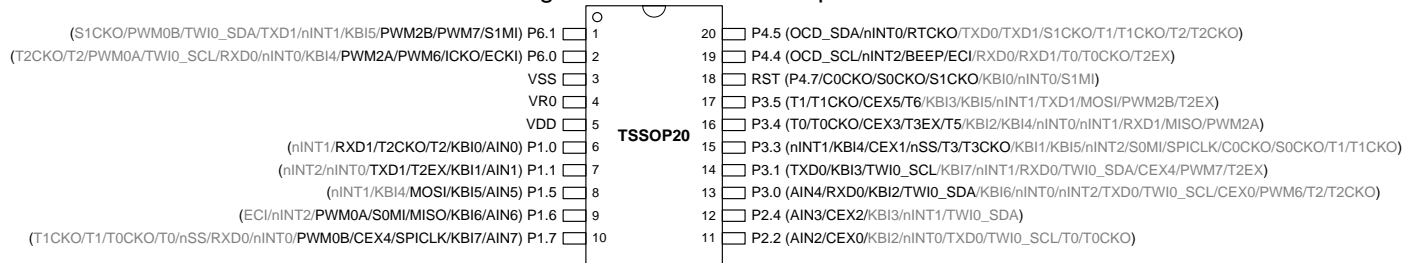 (S1CKO/PWM0B/TWI0_SDA/TXD1/nINT1/KBI5/PWM2B/PWM7/S1MI) P6.1 1
(T2CKO/T2/PWM0A/TWI0_SCL/RXD0/nINT0/KBI4/PWM2A/PWM6/ICKO/ECKI) P6.0 2
VSS 3
VR0 4
VDD 5
(nINT1/RXD1/T2CKO/T2/KBI0/AIN0) P1.0 6
(nINT2/nINT0/TXD1/T2EX/KBI1/AIN1) P1.1 7
(nINT1/KBI4/MOSI/KBI5/AIN5) P1.5 8
(ECI/nINT2/PWM0A/S0MI/MISO/KBI6/AIN6) P1.6 9
(T1CKO/T1/T0CKO/T0/nSS/RXD0/nINT0/PWM0B/CEX4/SPICLK/KBI7/AIN7) P1.7 10
TSSOP20
20 P4.5 (OCD_SDA/nINT0/RTCKO/TXD0/TXD1/S1CKO/T1/T1CKO/T2/T2CKO)
19 P4.4 (OCD_SCL/nINT2/BEEP/ECI/RXD0/RXD1/T0/T0CKO/T2EX)
18 RST (P4.7/C0CKO/S0CKO/S1CKO/KBI0/nINT0/S1MI)
17 P3.5 (T1/T1CKO/CEX5/T6/KBI3/KBI5/nINT1/TXD1/MOSI/PWM2B/T2EX)
16 P3.4 (T0/T0CKO/CEX3/T3EX/T5/KBI2/KBI4/nINT0/nINT1/RXD1/MISO/PWM2A)
15 P3.3 (nINT1/KBI4/CEX1/nSS/T3/T3CKO/KBI1/KBI5/nINT2/S0MI/SPICLK/C0CKO/S0CKO/T1/T1CKO)
14 P3.1 (TXD0/KBI3/TWI0_SCL/KBI7/nINT1/RXD0/TWI0_SDA/CEX4/PWM7/T2EX)
13 P3.0 (AIN4/RXD0/KBI2/TWI0_SDA/KBI6/nINT0/nINT2/TXD0/TWI0_SCL/CEX0/PWM6/T2/T2CKO)
12 P2.4 (AIN3/CEX2/KBI3/nINT1/TWI0_SDA)
11 P2.2 (AIN2/CEX0/KBI2/nINT0/TXD0/TWI0_SCL/T0/T0CKO)